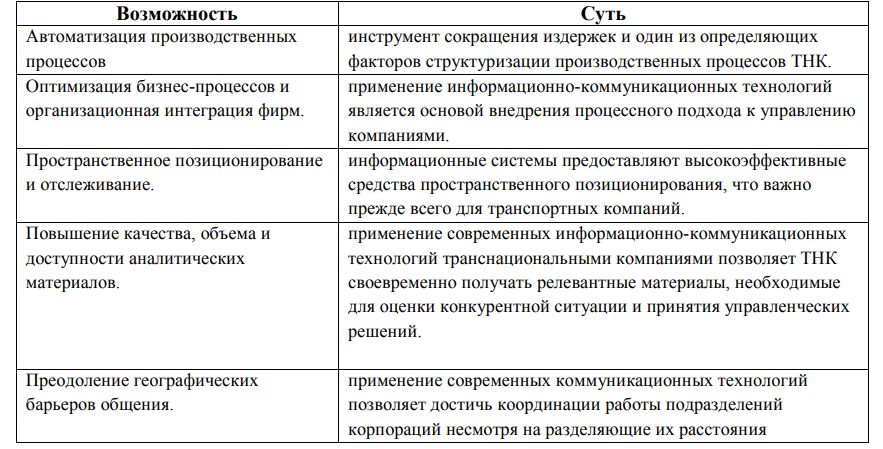 Возможность
Суть
Автоматизация производственных
процессов
инструмент сокращения издержек и один из определяющих
факторов структуризации производственных процессов ТНК.
Оптимизация бизнес-процессов и
организационная интеграция фирм.
применение информационно-коммуникационных технологий
является основой внедрения процессного подхода к управлению
компаниями.
Пространственное позиционирование
и отслеживание.
информационные системы предоставляют высокоэффективные
средства пространственного позиционирования, что важно
прежде всего для транспортных компаний.
Повышение качества, объема и
доступности аналитических
материалов.
применение современных информационно-коммуникационных
технологий транснациональными компаниями позволяет ТНК
своевременно получать релевантные материалы, необходимые
для оценки конкурентной ситуации и принятия управленческих
решений.
Преодоление географических
барьеров общения.
применение современных коммуникационных технологий
позволяет достичь координации работы подразделений
корпораций несмотря на разделяющие их расстояния